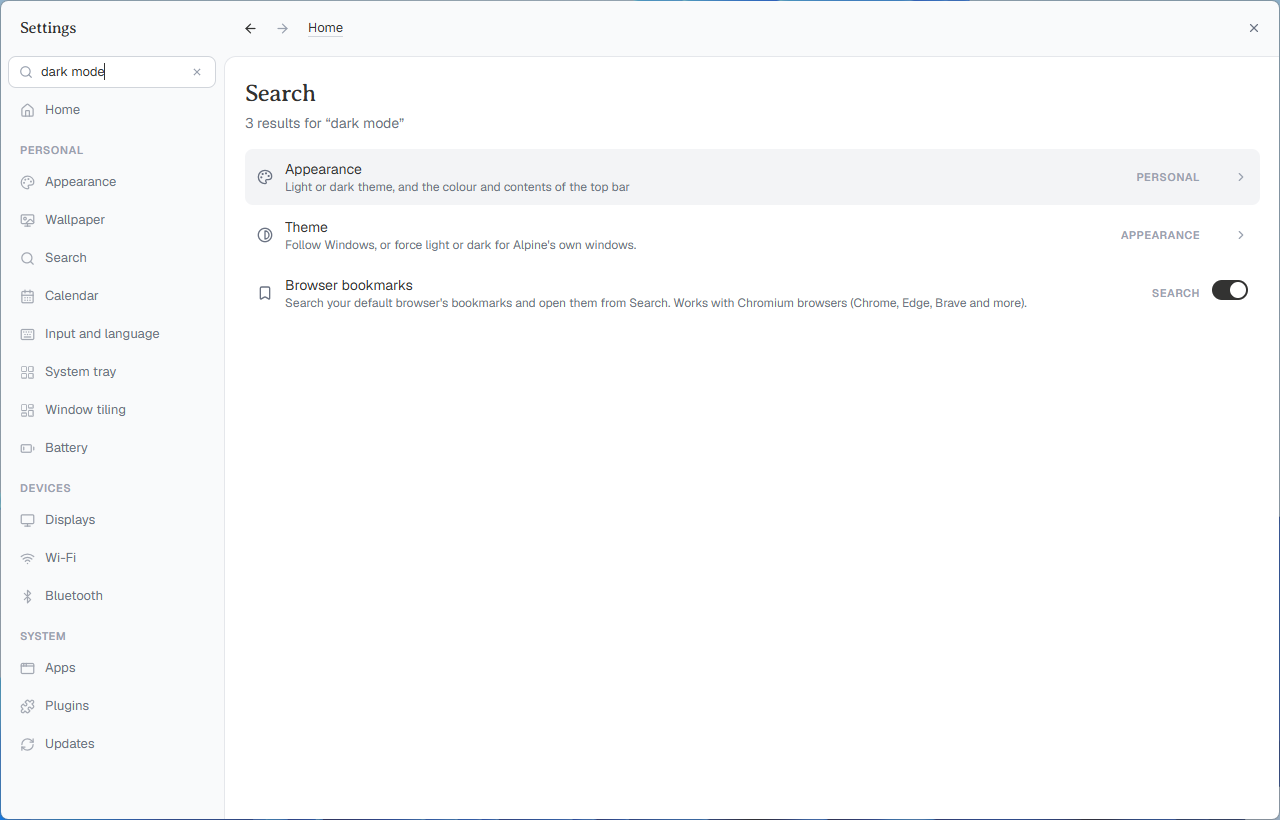 Settings
Home
dark mode
Home
PERSONAL
Appearance
Wallpaper
Search
Calendar
Input and language
System tray
Window tiling
Battery
DEVICES
Displays
Wi-Fi
Bluetooth
SYSTEM
Apps
Plugins
Updates
Search
3 results for “dark mode”
Appearance
Light or dark theme, and the colour and contents of the top bar
PERSONAL
Theme
Follow Windows, or force light or dark for Alpine's own windows.
APPEARANCE
Browser bookmarks
Search your default browser's bookmarks and open them from Search. Works with Chromium browsers (Chrome, Edge, Brave and more).
SEARCH